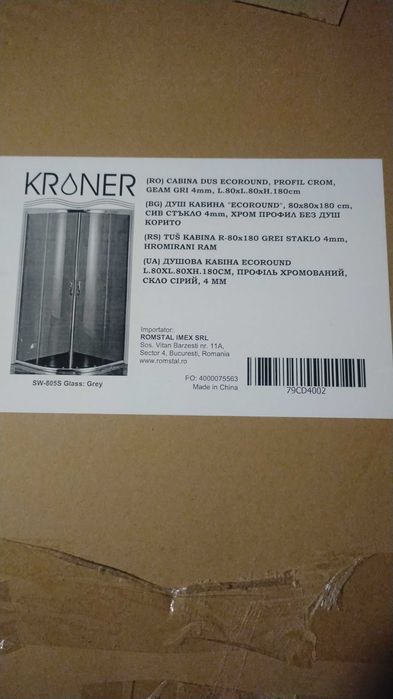 KRONER
(RO) CABINA DUS ECOROUND, PROFIL CROM,
GEAM GRI 4mm, L.80xL.80xH.180cm
(BG) ДУШ КАБИНА "ECOROUND", 80x80x180 cm,
СИВ СТЪКЛО 4mm, ХРОМ ПРОФИЛ БЕЗ ДУШ
КОРИТО
(RS) TUŠ KABINA R-80x180 GREI STAKLO 4mm,
HROMIRANI RAM
(UA) ДУШОВА КАБІНА ECOROUND
L.80XL.80XH.180СМ, ПРОФІЛЬ ХРОМОВАНИЙ,
СКЛО СІРИЙ, 4 ММ
SW-805S Glass: Grey
Importator:
ROMSTAL IMEX SRL
Sos. Vitan Barzesti nr. 11A,
Sector 4, Bucuresti, Romania
www.romstal.ro
FO: 4000075563
Made in China
79CD4002